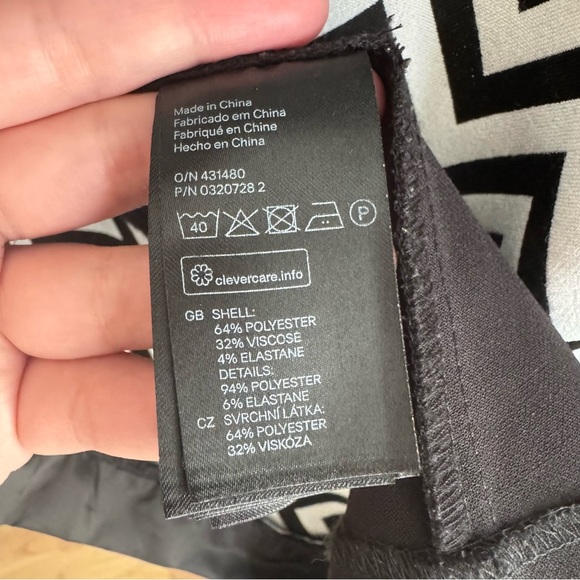 Made in China
Fabricado em China
Fabriqué en Chine
Hecho en China
O/N 431480
P/N 0320728 2
40 P
clevercare.info
GB SHELL:
64% POLYESTER
32% VISCOSE
4% ELASTANE
DETAILS:
94% POLYESTER
6% ELASTANE
CZ SVRCHNÍ LÁTKA:
64% POLYESTER
32% VISKÓZA